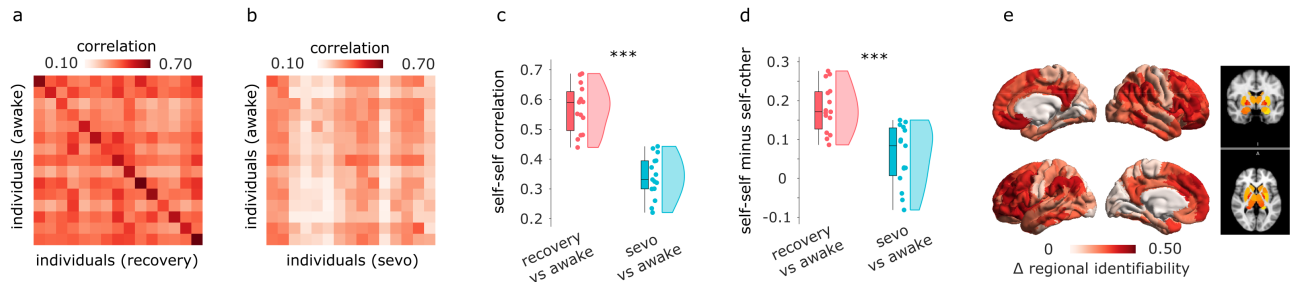 a
correlation
0.10 0.70
individuals (awake)
individuals (recovery)
b
correlation
0.10 0.70
individuals (awake)
individuals (sevo)
c
***
self-self correlation
0.7
0.6
0.5
0.4
0.3
0.2
recovery
vs awake
sevo
vs awake
d
***
self-self minus self-other
0.3
0.2
0.1
0
-0.1
recovery
vs awake
sevo
vs awake
e
0 0.50
Δ regional identifiability